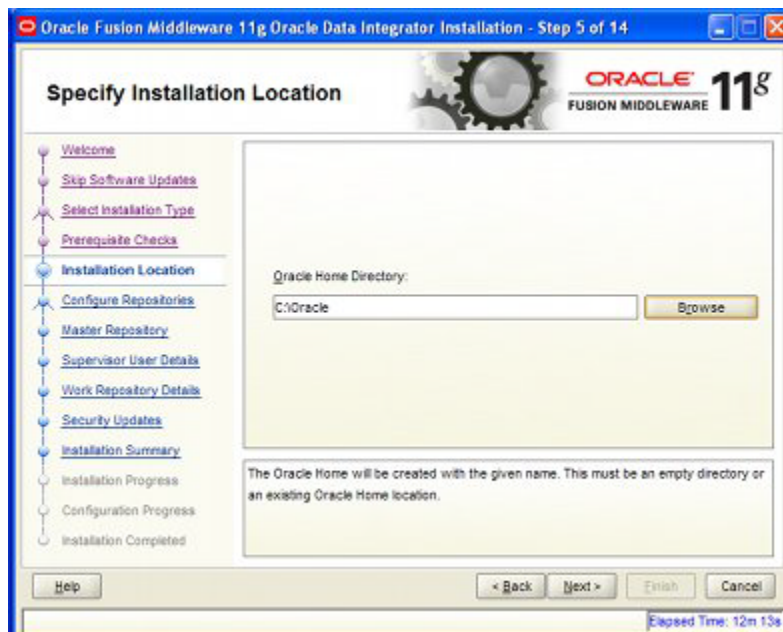 Oracle Fusion Middleware 11g Oracle Data Integrator Installation - Step 5 of 14
Specify Installation Location
ORACLE
FUSION MIDDLEWARE
11g
Welcome
Skip Software Updates
Select Installation Type
Prerequisite Checks
Installation Location
Configure Repositories
Master Repository
Supervisor User Details
Work Repository Details
Security Updates
Installation Summary
Installation Progress
Configuration Progress
Installation Completed
Oracle Home Directory:
C:\Oracle
Browse
The Oracle Home will be created with the given name. This must be an empty directory or
an existing Oracle Home location.
Help
< Back
Next >
Finish
Cancel
Elapsed Time: 12m 13s